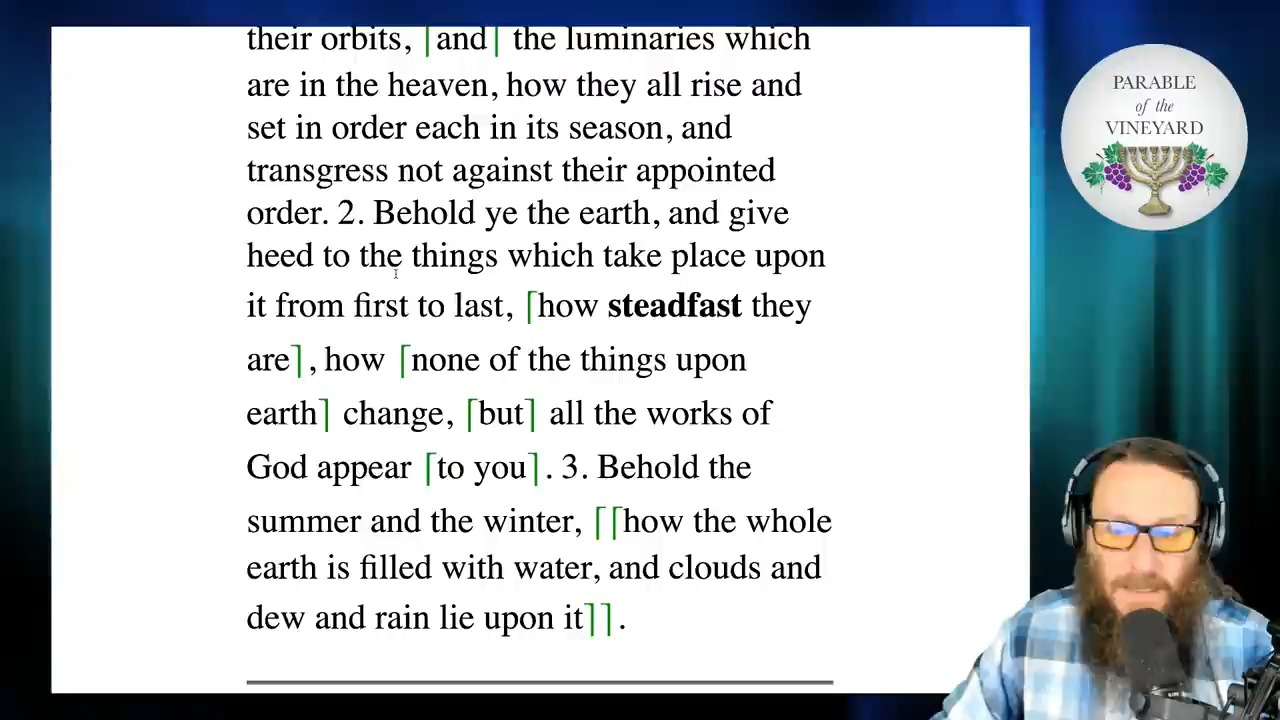 their orbits, ⌈and⌉ the luminaries which
are in the heaven, how they all rise and
set in order each in its season, and
transgress not against their appointed
order. 2. Behold ye the earth, and give
heed to the things which take place upon
it from first to last, ⌈how steadfast they
are⌉, how ⌈none of the things upon
earth⌉ change, ⌈but⌉ all the works of
God appear ⌈to you⌉. 3. Behold the
summer and the winter, ⌈⌈how the whole
earth is filled with water, and clouds and
dew and rain lie upon it⌉⌉.
PARABLE
of the
VINEYARD